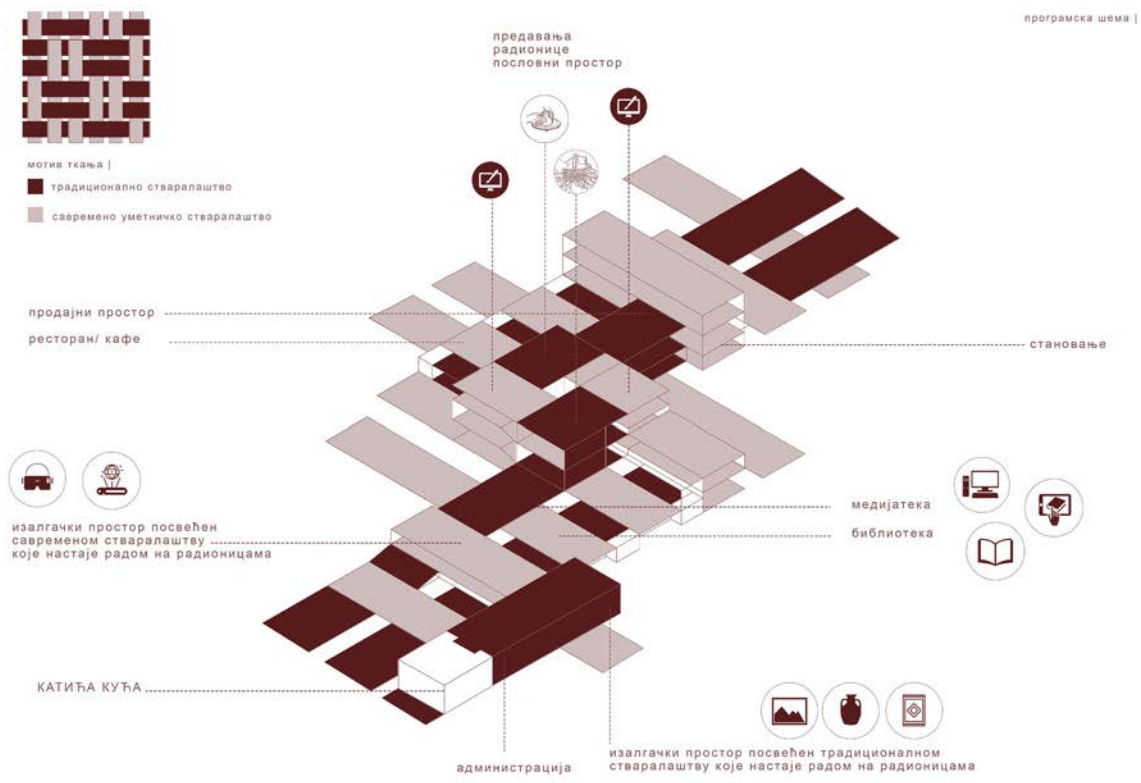 програмска шема |
предавања
радионице
пословни простор
мотив ткања |
традиционално стваралаштво
савремено уметничко стваралаштво
продајни простор
ресторан/ кафе
становање
медијатека
библиотека
изалгачки простор посвећен
савременом стваралаштву
које настаје радом на радионицама
КАТИЋА КУЋА
администрација
изалгачки простор посвећен традиционалном
стваралаштву које настаје радом на радионицама